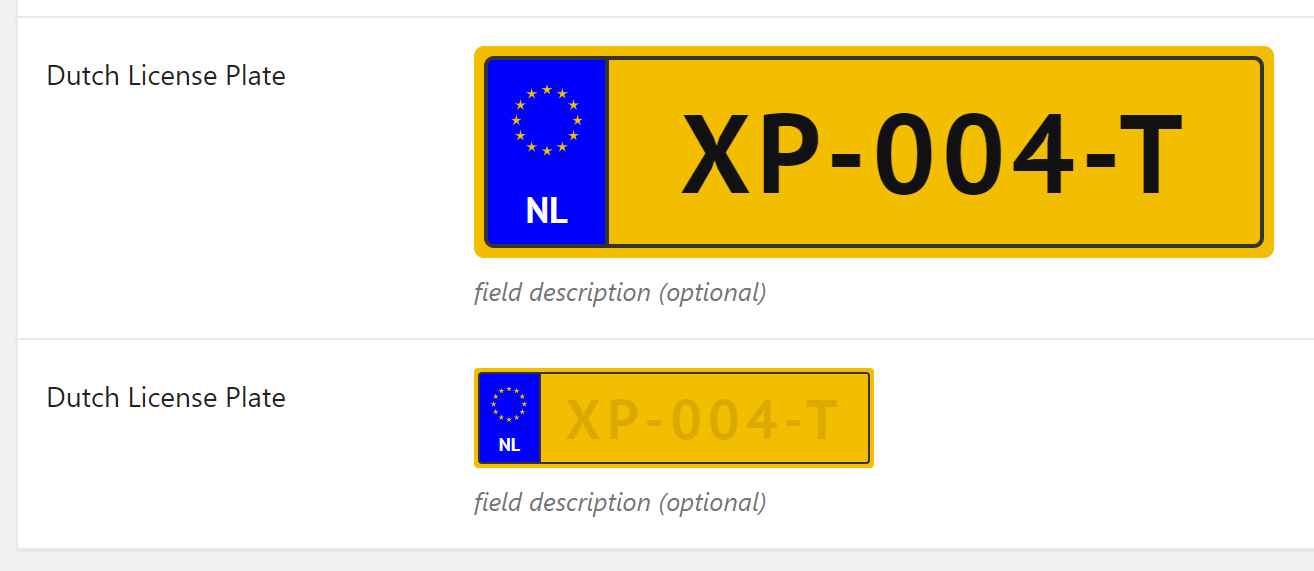 Dutch License Plate
NL
XP-004-T
field description (optional)
Dutch License Plate
NL
XP-004-T
field description (optional)